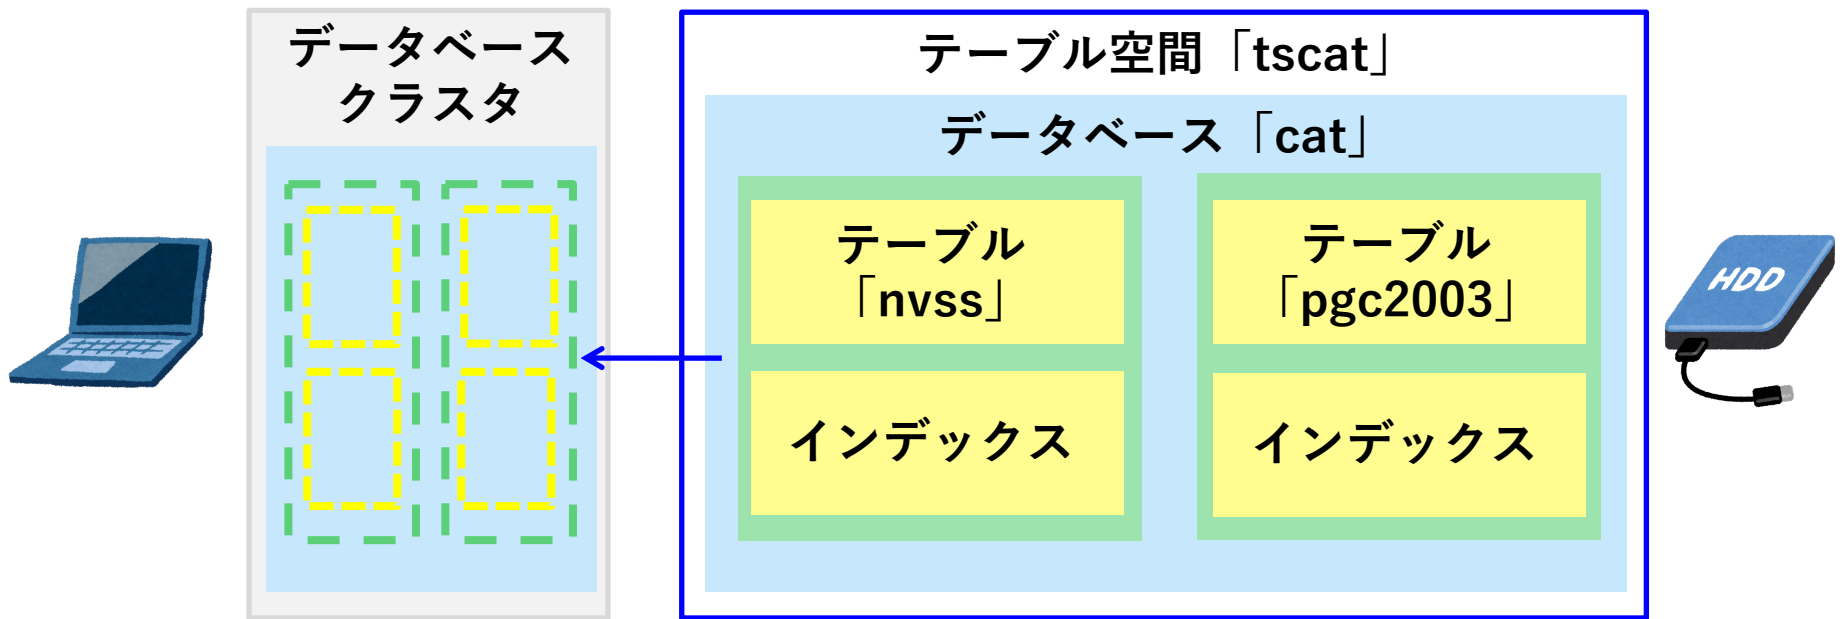 データベース
クラスタ
テーブル空間「tscat」
データベース「cat」
テーブル
「nvss」
インデックス
テーブル
「pgc2003」
インデックス
HDD